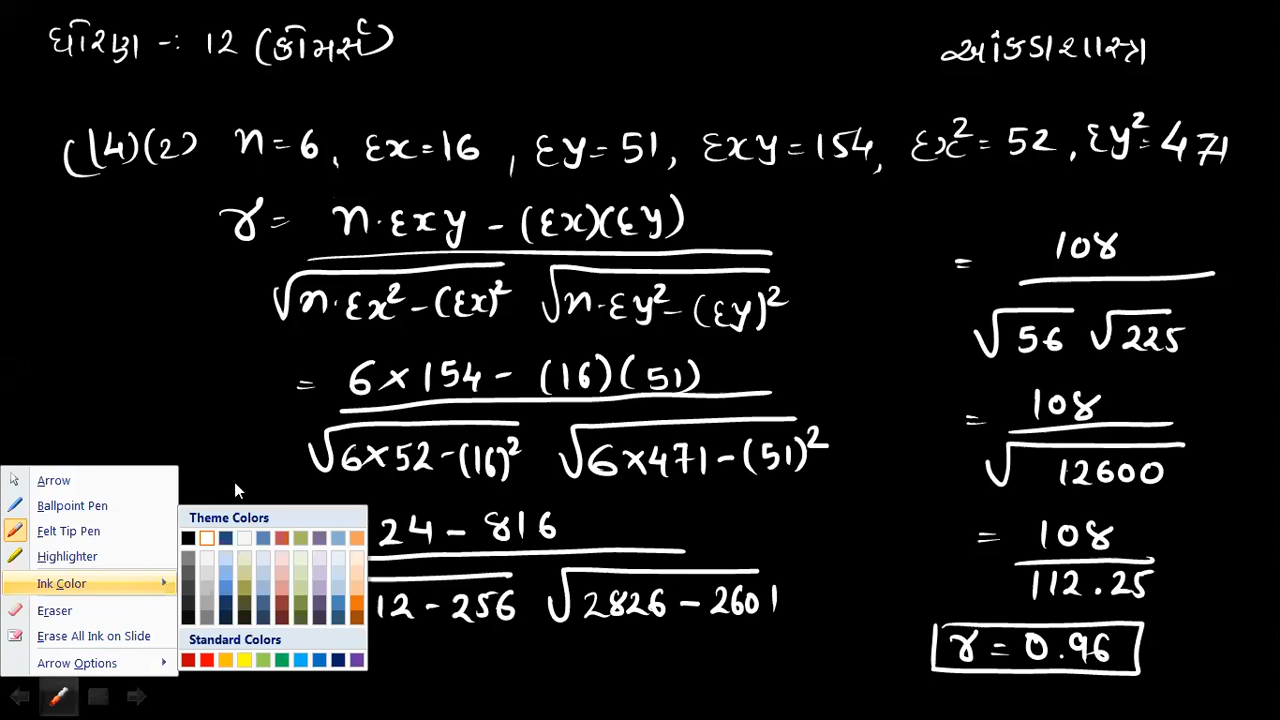 ધોરણ -: 12 (કોમર્સ)
આંકડાશાસ્ત્ર
(14)(2) n=6, Σx=16, Σy=51, Σxy=154, Σx²=52, Σy²=471
r = n·Σxy - (Σx)(Σy)
√n·Σx²-(Σx)² √n·Σy²-(Σy)²
= 6×154 - (16)(51)
√6×52-(16)² √6×471-(51)²
24 - 816
12 - 256 √2826 - 2601
= 108
√56 √225
= 108
√12600
= 108
112.25
r = 0.96
Arrow
Ballpoint Pen
Felt Tip Pen
Highlighter
Ink Color
Eraser
Erase All Ink on Slide
Arrow Options
Theme Colors
Standard Colors